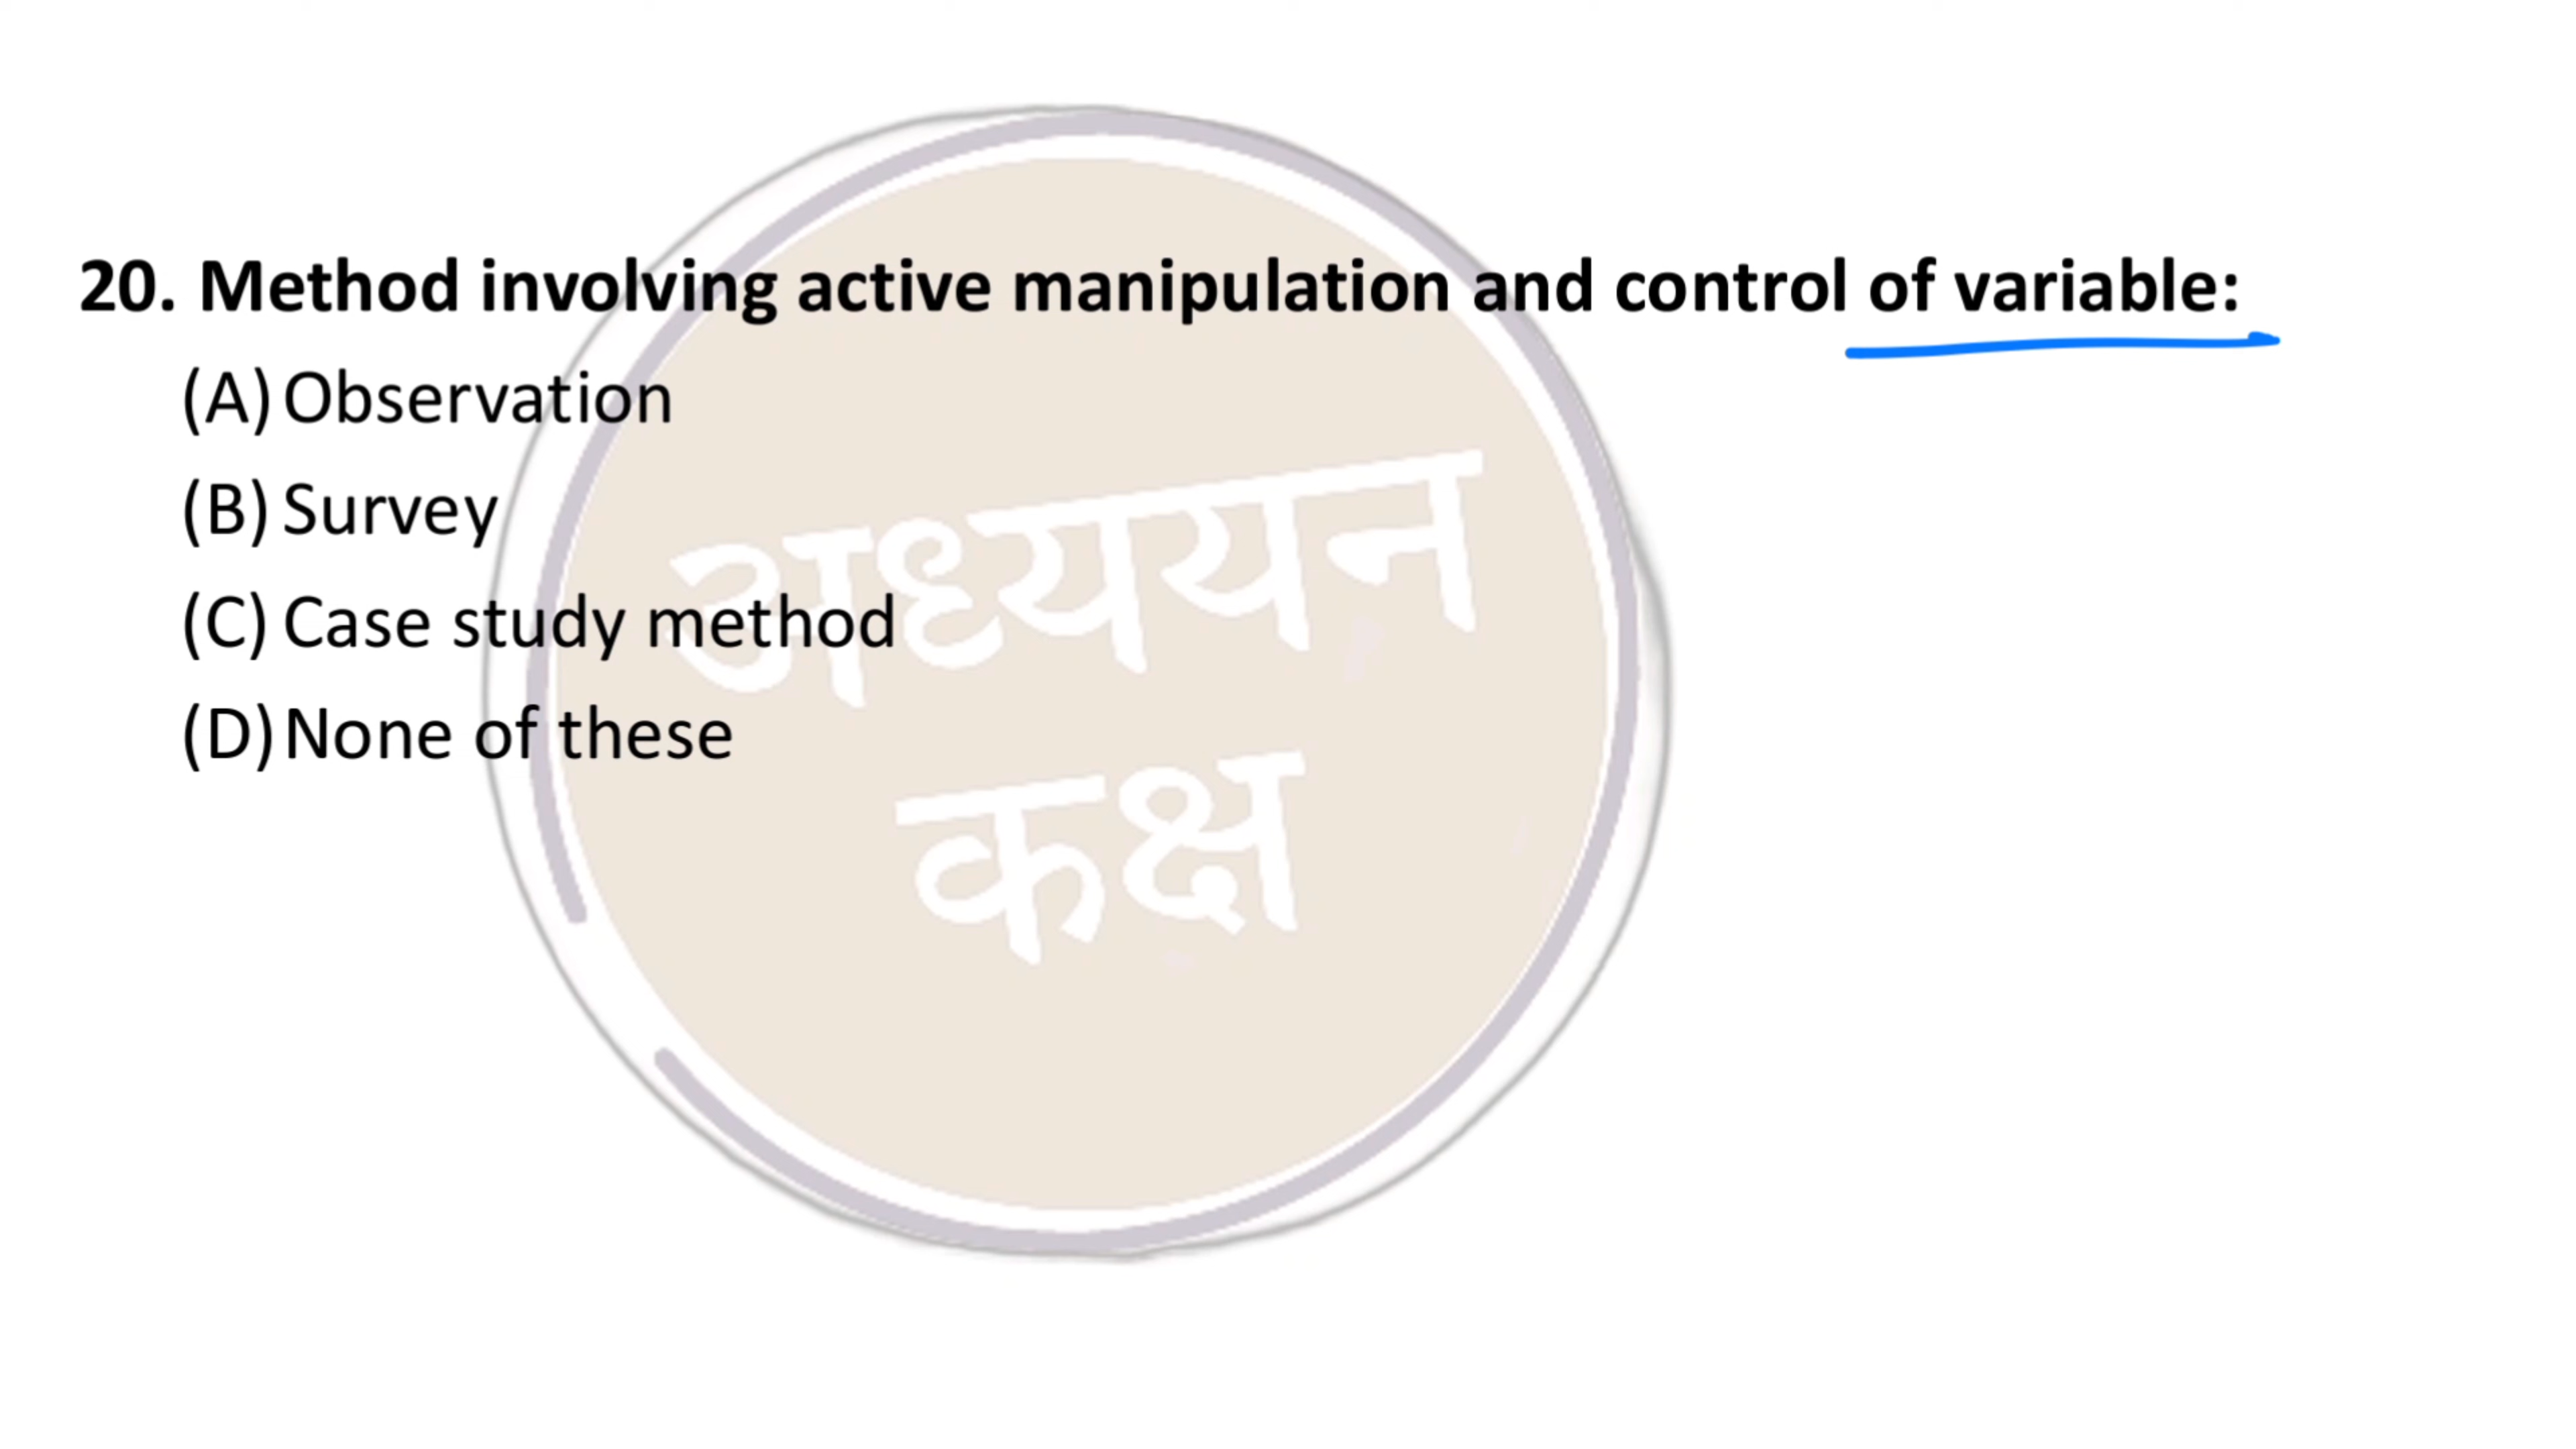 20. Method involving active manipulation and control of variable:
(A) Observation
(B) Survey
(C) Case study method
(D) None of these
अध्ययन
कक्ष